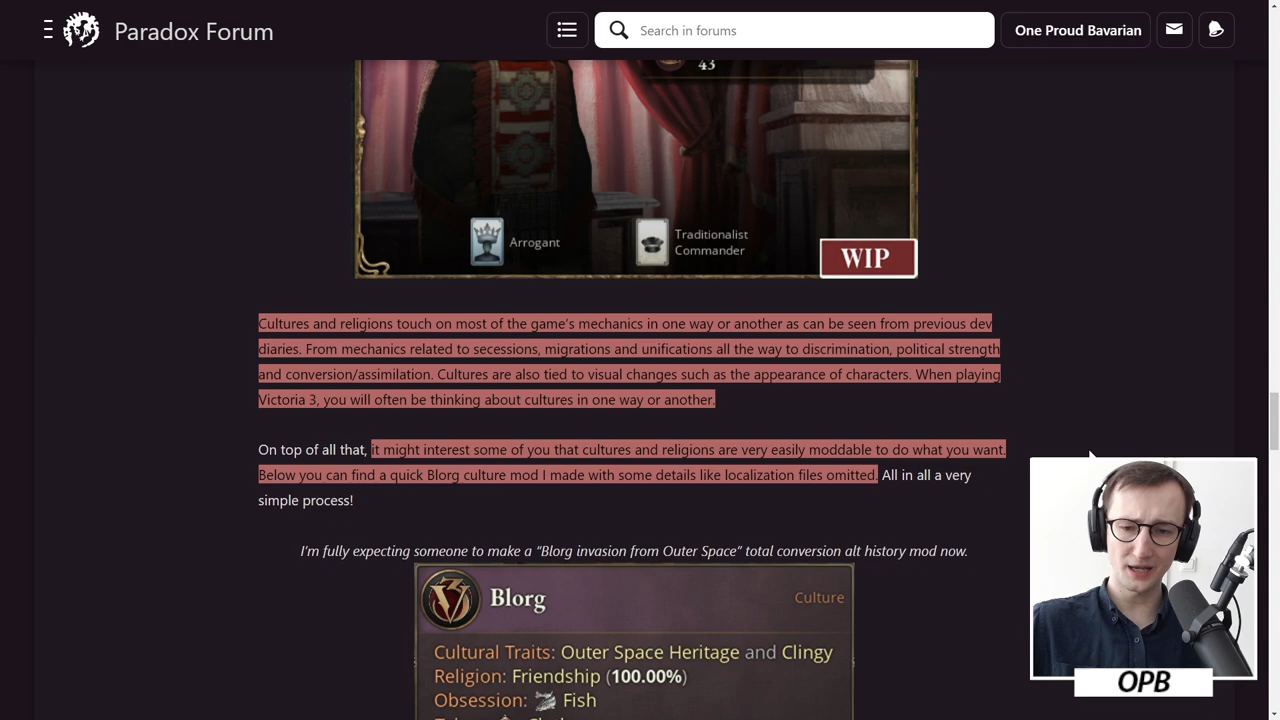 Paradox Forum
Search in forums
One Proud Bavarian
43
Arrogant
Traditionalist
Commander
WIP
Cultures and religions touch on most of the game's mechanics in one way or another as can be seen from previous dev
diaries. From mechanics related to secessions, migrations and unifications all the way to discrimination, political strength
and conversion/assimilation. Cultures are also tied to visual changes such as the appearance of characters. When playing
Victoria 3, you will often be thinking about cultures in one way or another.
On top of all that, it might interest some of you that cultures and religions are very easily moddable to do what you want.
Below you can find a quick Blorg culture mod I made with some details like localization files omitted. All in all a very
simple process!
I'm fully expecting someone to make a “Blorg invasion from Outer Space” total conversion alt history mod now.
Blorg
Culture
Cultural Traits: Outer Space Heritage and Clingy
Religion: Friendship (100.00%)
Obsession: Fish
OPB